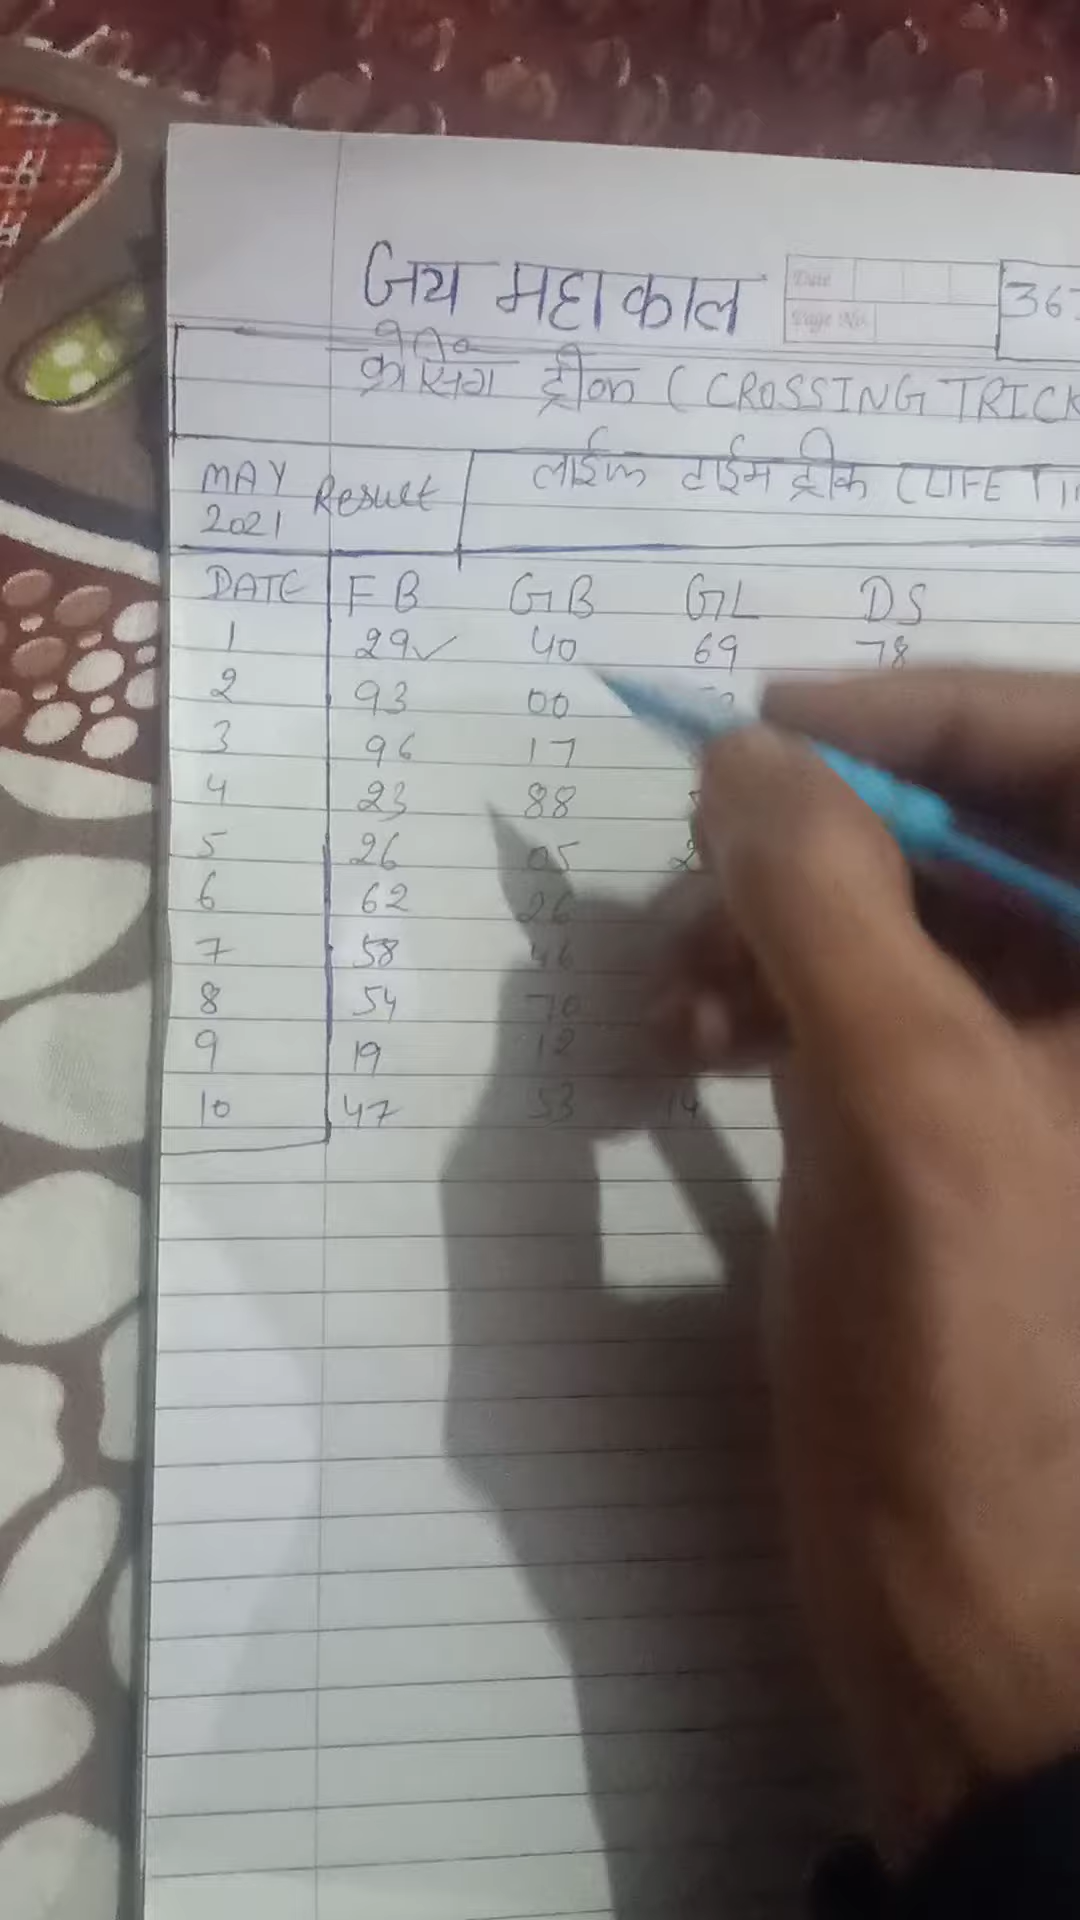 जय महाकाल
Date
Page No.
क्रोसिंग ट्रीक (CROSSING TRICK
MAY 2021 Result
लाईफ टाईम ट्रीक (LIFE
DATE FB GB GL DS
1 29✓ 40 69 78
2 93 00
3 96 17
4 23 88
5 26 05 2
6 62 26
7 58 46
8 54 70
9 19 12
10 47 53 14